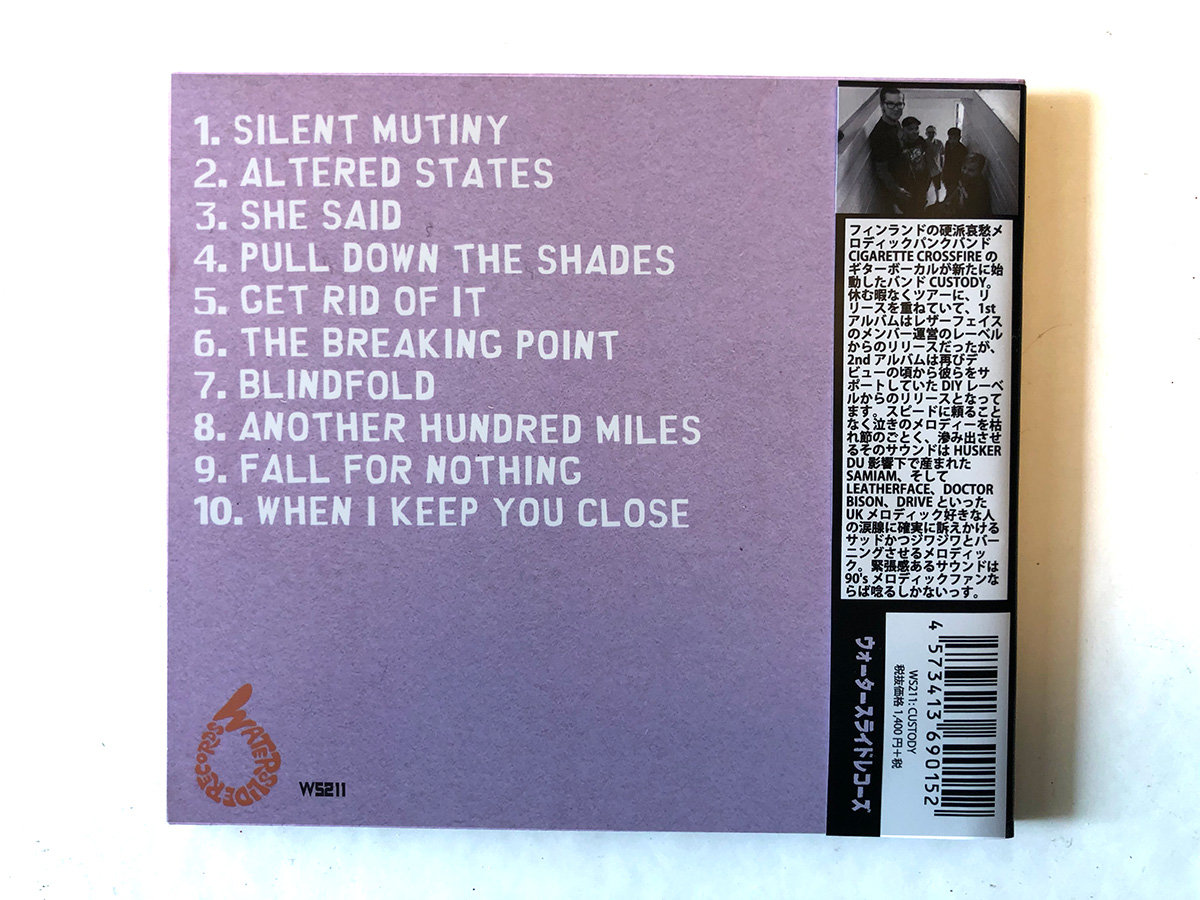 1. SILENT MUTINY
2. ALTERED STATES
3. SHE SAID
4. PULL DOWN THE SHADES
5. GET RID OF IT
6. THE BREAKING POINT
7. BLINDFOLD
8. ANOTHER HUNDRED MILES
9. FALL FOR NOTHING
10. WHEN I KEEP YOU CLOSE
WATERSLIDE RECORDS
WS211
フィンランドの硬派哀愁メ
ロディックパンクバンド
CIGARETTE CROSSFIRE の
ギターボーカルが新たに始
動したバンド CUSTODY。
休む暇なくツアーに、リ
リースを重ねていて、1st
アルバムはレザーフェイス
のメンバー運営のレーベル
からのリリースだったが、
2nd アルバムは再びデ
ビューの頃から彼らをサ
ポートしていた DIY レーベ
ルからのリリースとなって
ます。スピードに頼ること
なく泣きのメロディーを枯
れ節のごとく、滲み出させ
るそのサウンドは HUSKER
DU 影響下で産まれた
SAMIAM、そして
LEATHERFACE、DOCTOR
BISON、DRIVE といった
UK メロディック好きな人
の涙腺に確実に訴えかける
サッドかつジワジワとバー
ニングさせるメロディッ
ク。緊張感あるサウンドは
90's メロディックファンな
らば唸るしかないっす。
ウォータースライドレコーズ
WS211: CUSTODY
税抜価格 1,400 円＋税
4 573413 690152